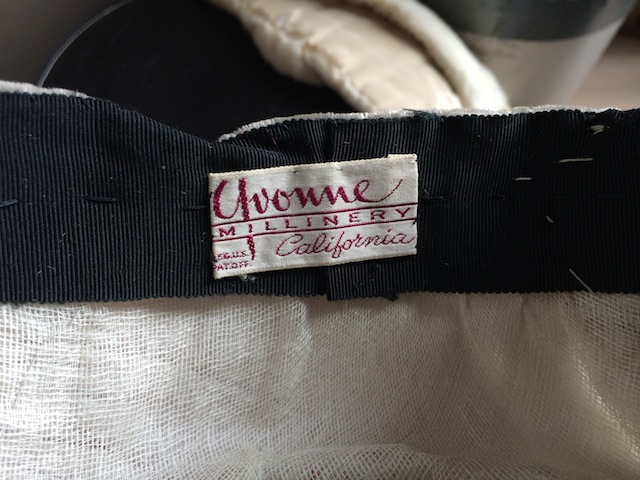 Yvonne
MILLINERY
California
REG.U.S.
PAT.OFF.